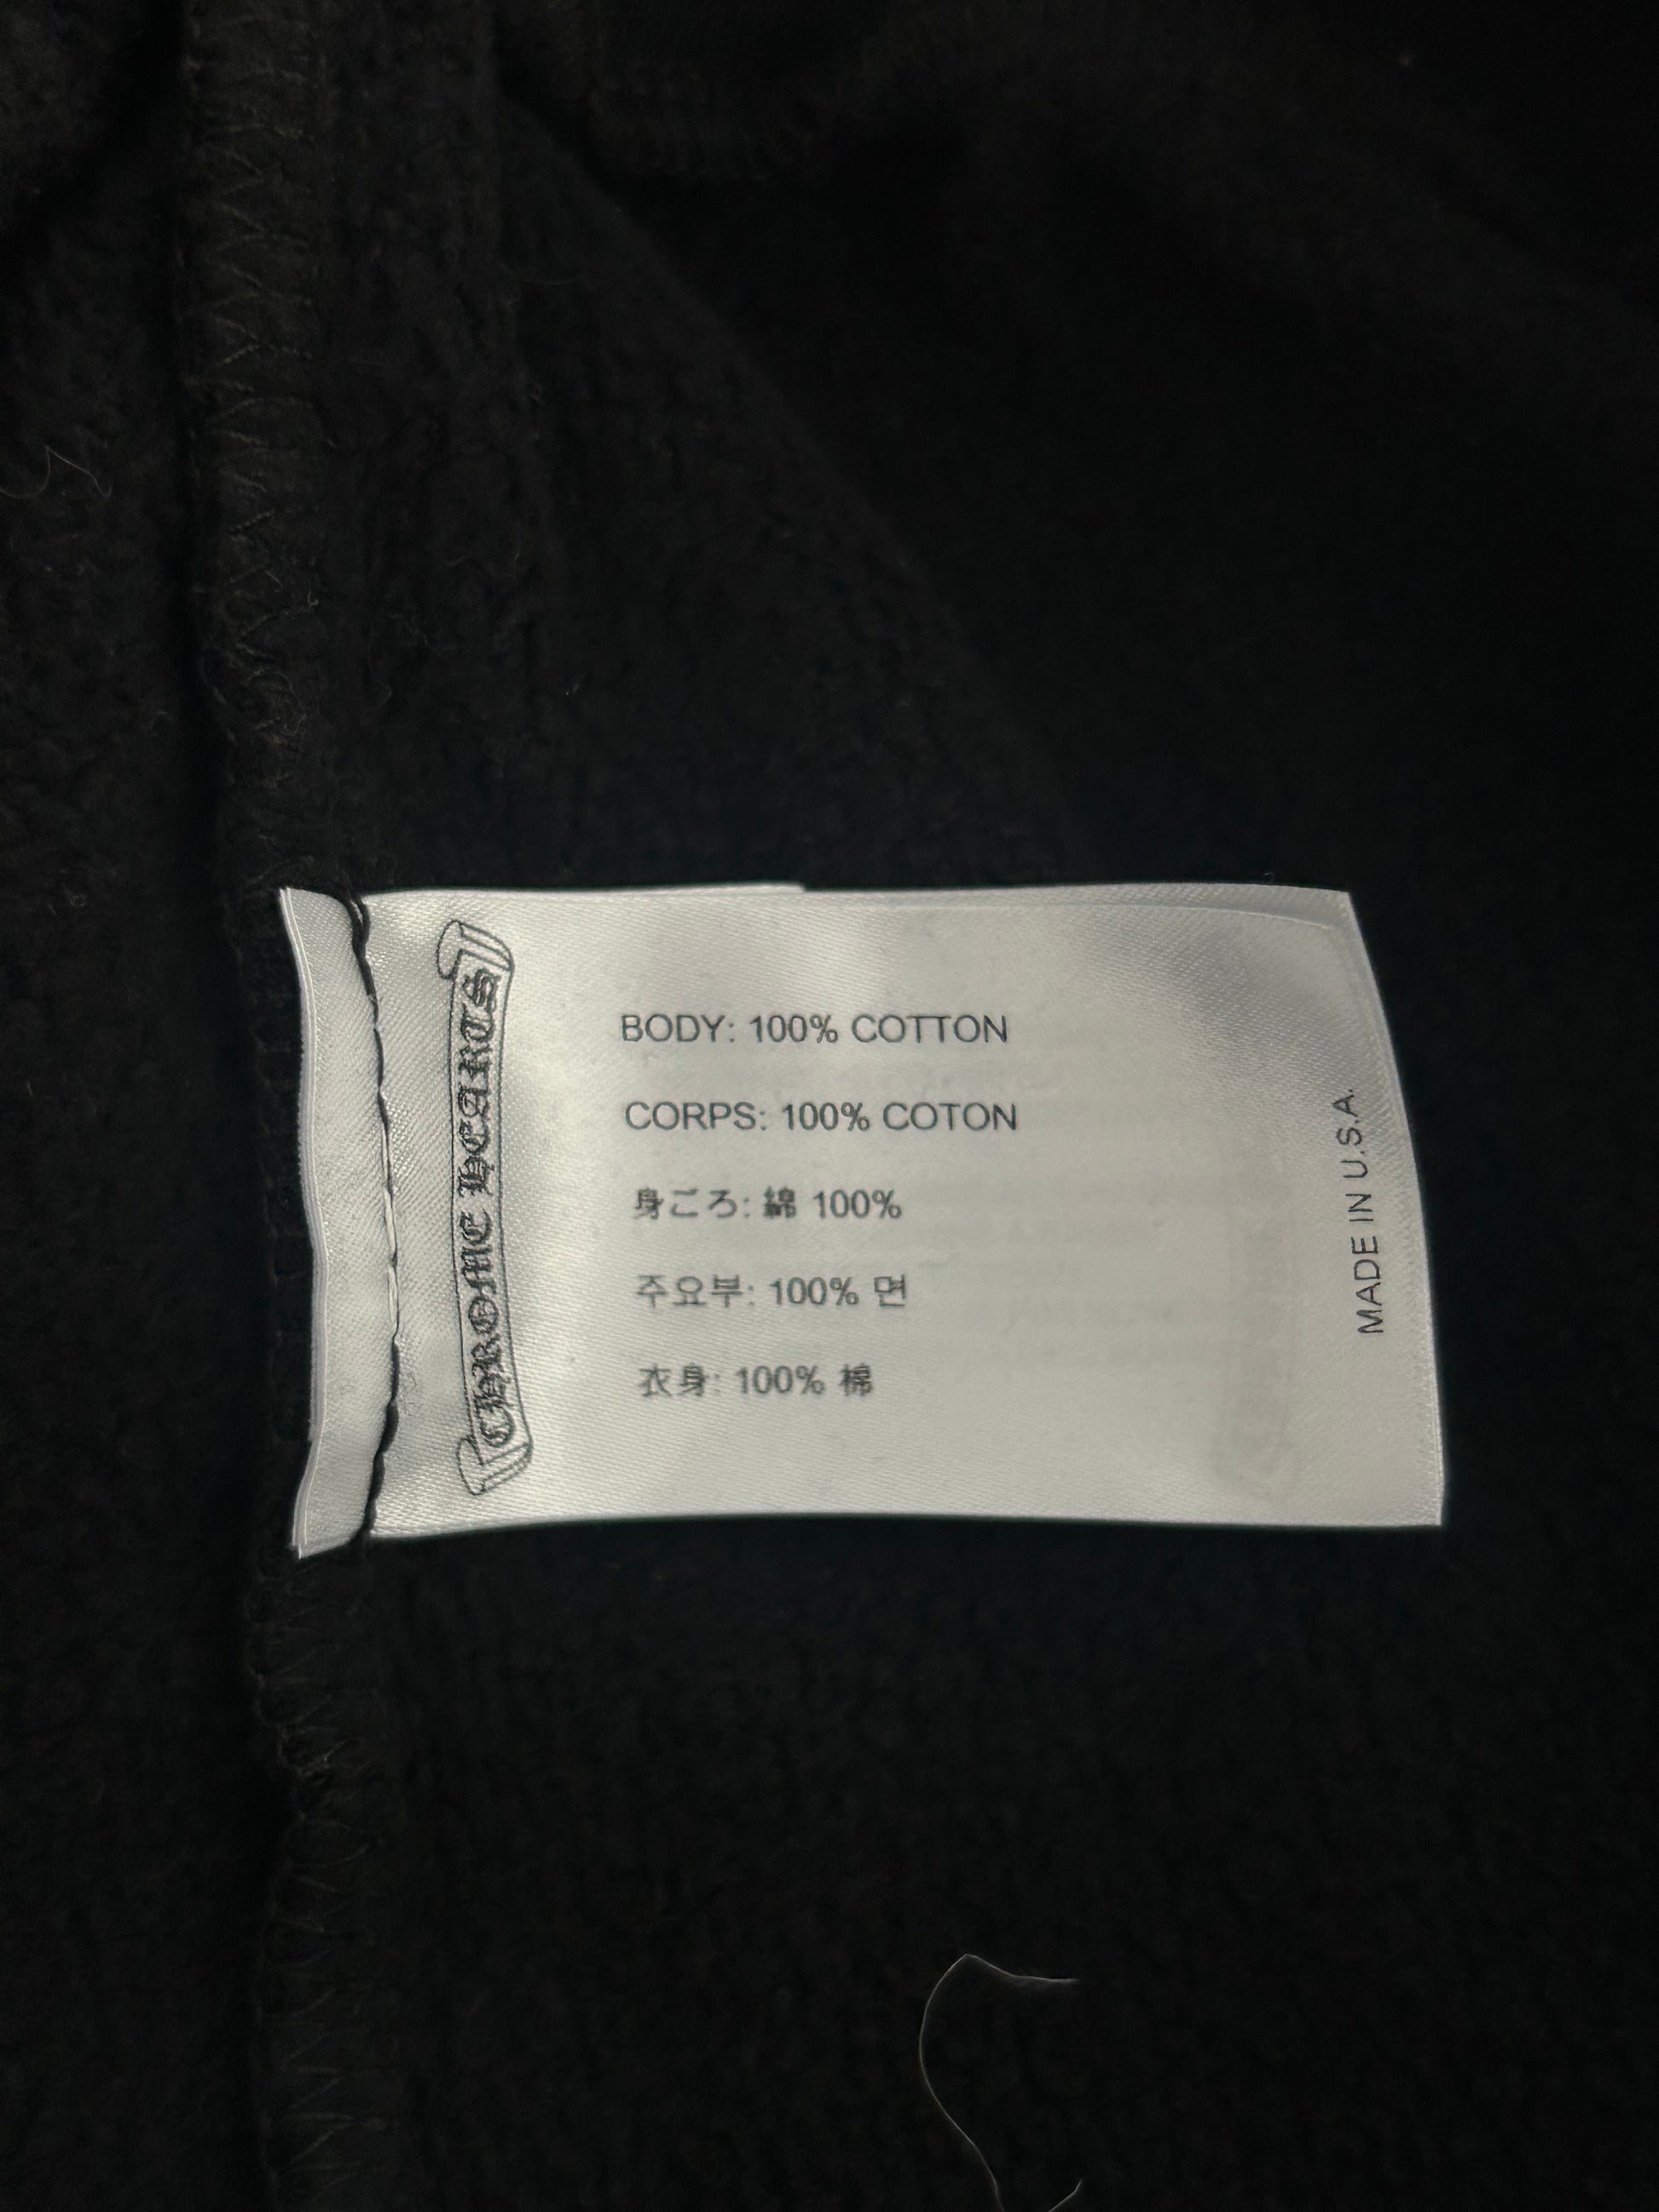 CHROME HEARTS
BODY: 100% COTTON
CORPS: 100% COTON
身ごろ: 綿 100%
주요부: 100% 면
衣身: 100% 棉
MADE IN U.S.A.